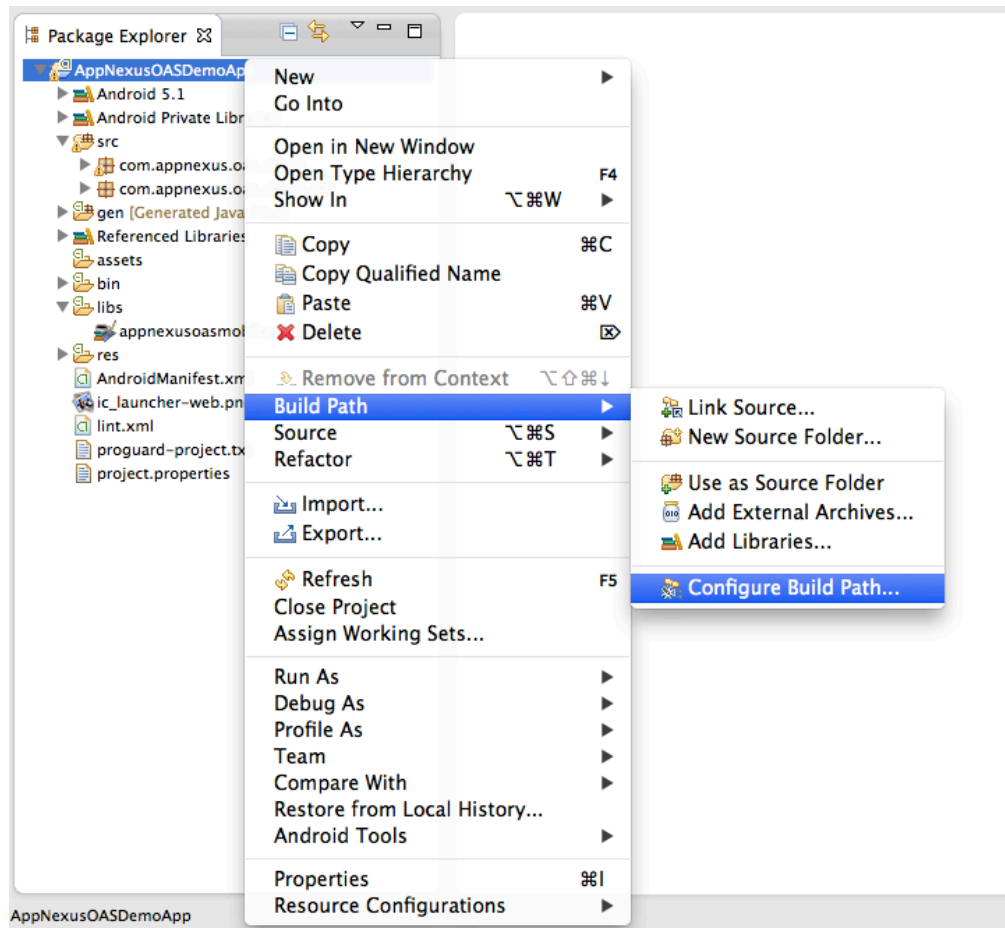 Package Explorer
AppNexusOASDemoAp
Android 5.1
Android Private Libr
src
com.appnexus.oa
com.appnexus.oa
gen [Generated Java
Referenced Libraries
assets
bin
libs
appnexusoasmo
res
AndroidManifest.xm
ic_launcher-web.pn
lint.xml
proguard-project.tx
project.properties
New
Go Into
Open in New Window
Open Type Hierarchy F4
Show In ⌥⌘W
Copy ⌘C
Copy Qualified Name
Paste ⌘V
Delete ⌦
Remove from Context ⌥⇧⌘↓
Build Path
Source ⌥⌘S
Refactor ⌥⌘T
Import...
Export...
Refresh F5
Close Project
Assign Working Sets...
Run As
Debug As
Profile As
Team
Compare With
Restore from Local History...
Android Tools
Properties ⌘I
Resource Configurations
Link Source...
New Source Folder...
Use as Source Folder
Add External Archives...
Add Libraries...
Configure Build Path...
AppNexusOASDemoApp